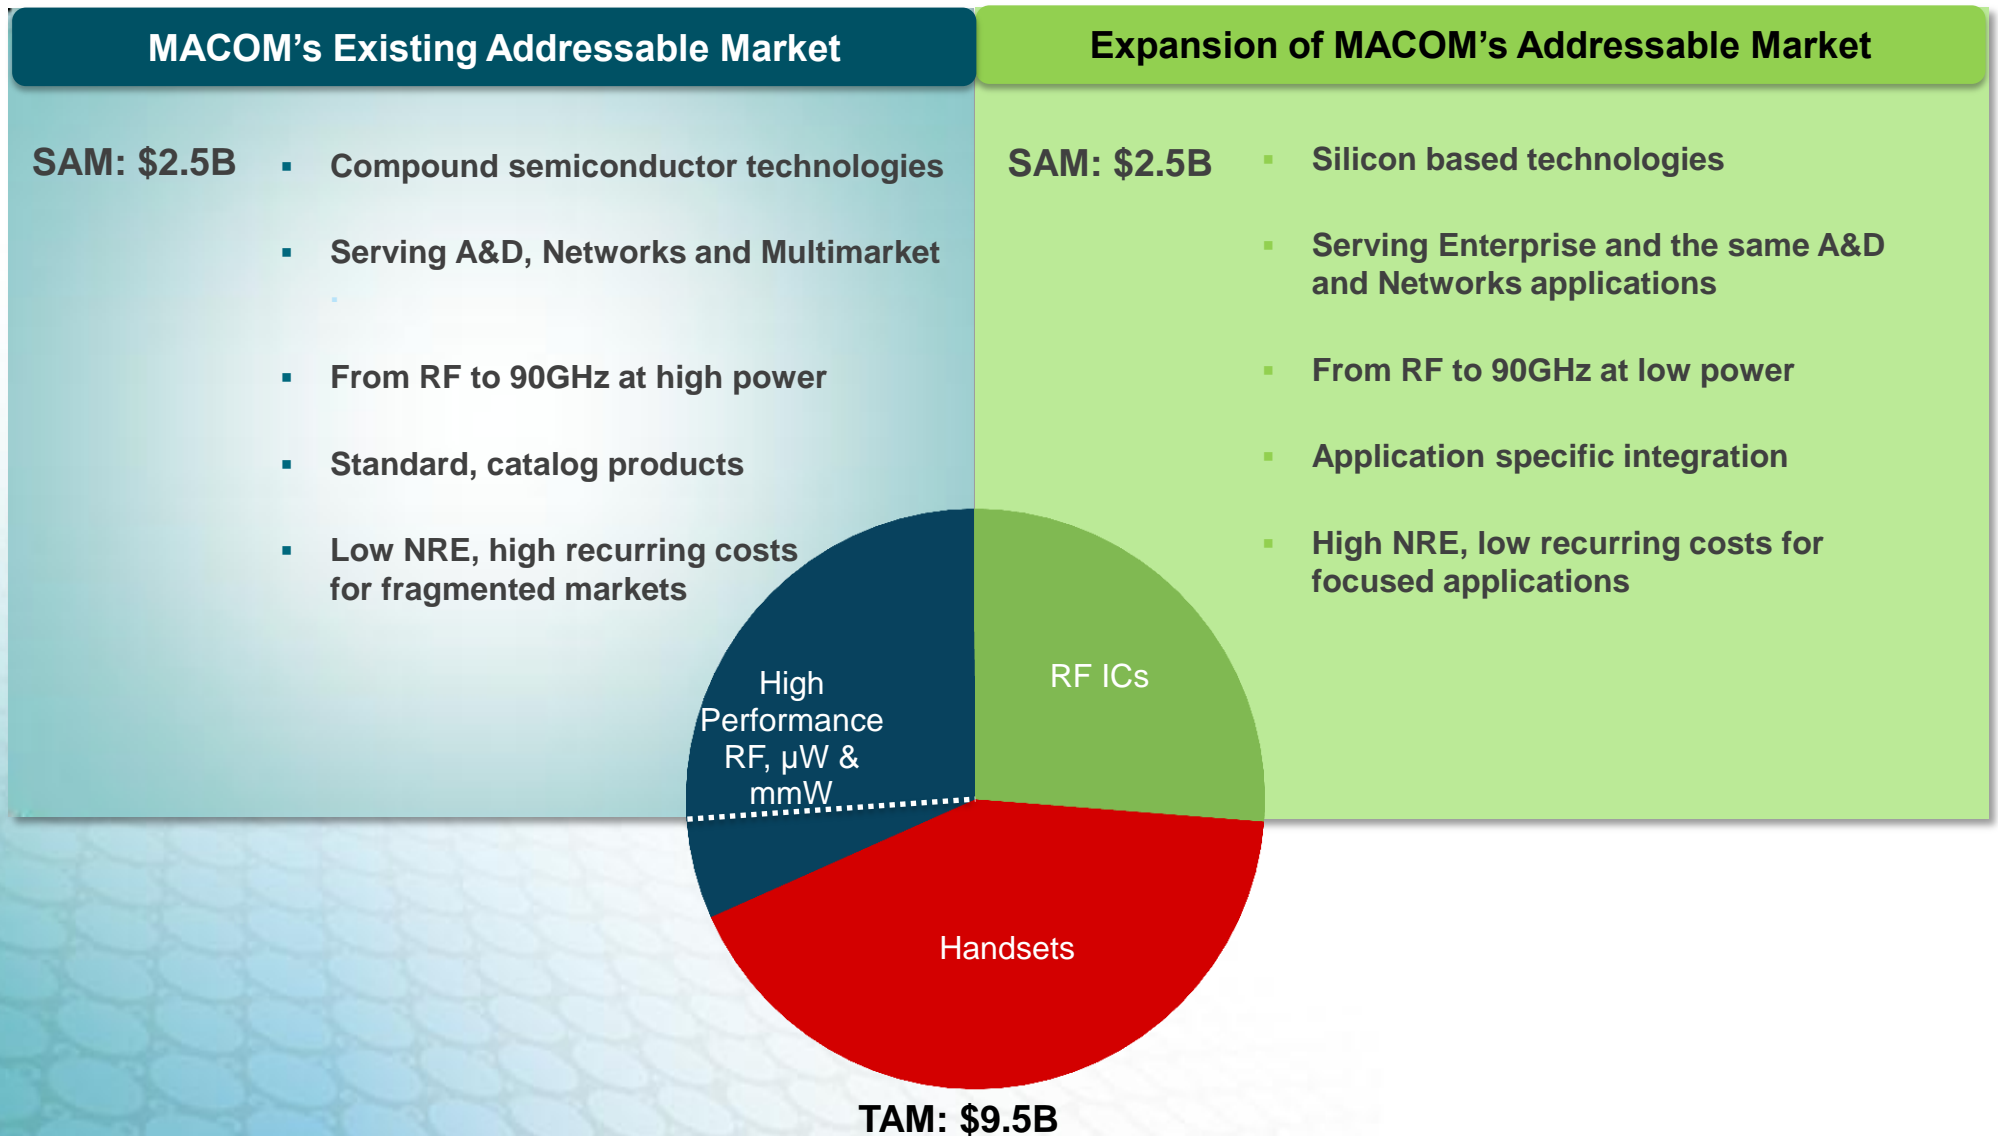 MACOM’s Existing Addressable Market
SAM: $2.5B
▪ Compound semiconductor technologies
▪ Serving A&D, Networks and Multimarket
▪ From RF to 90GHz at high power
▪ Standard, catalog products
▪ Low NRE, high recurring costs
for fragmented markets
Expansion of MACOM’s Addressable Market
SAM: $2.5B
▪ Silicon based technologies
▪ Serving Enterprise and the same A&D
and Networks applications
▪ From RF to 90GHz at low power
▪ Application specific integration
▪ High NRE, low recurring costs for
focused applications
High
Performance
RF, µW &
mmW
RF ICs
Handsets
TAM: $9.5B